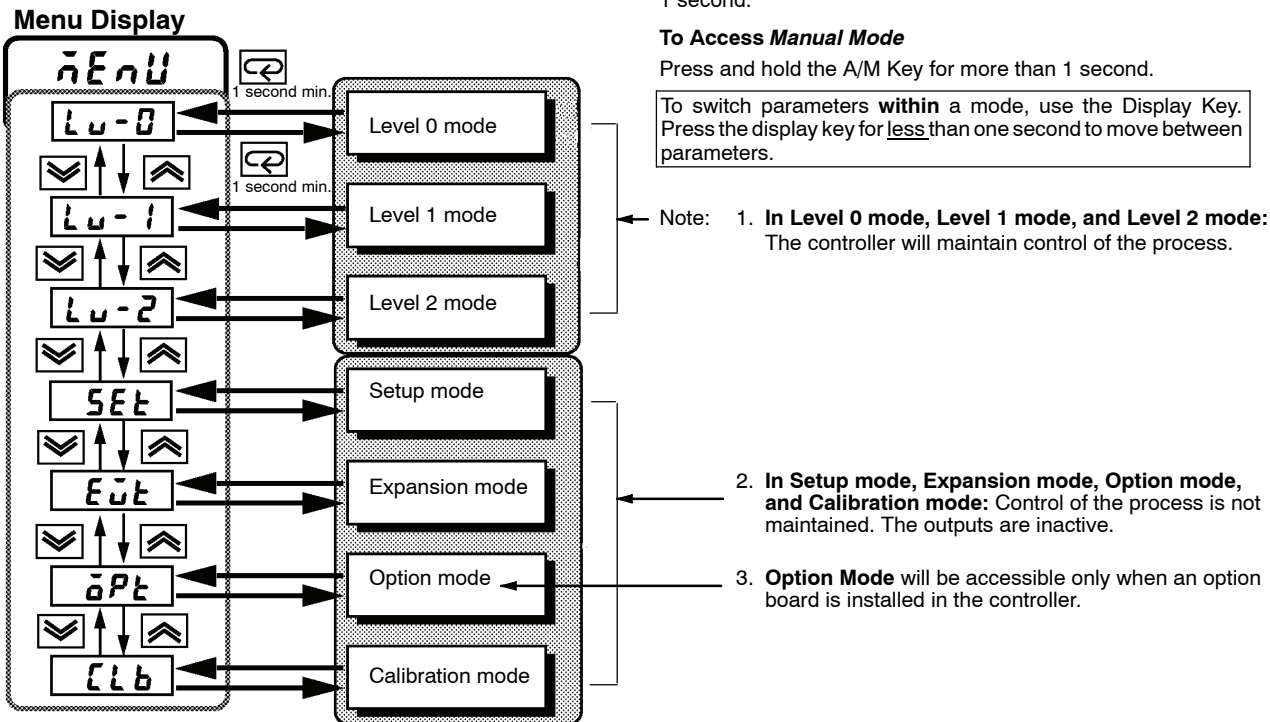 1 second.
Menu Display
To Access Manual Mode
Press and hold the A/M Key for more than 1 second.
To switch parameters within a mode, use the Display Key.
Press the display key for less than one second to move between
parameters.
mEnU
1 second min.
Lv-0
Level 0 mode
1 second min.
Lv-1
Level 1 mode
Note: 1. In Level 0 mode, Level 1 mode, and Level 2 mode:
The controller will maintain control of the process.
Lv-2
Level 2 mode
SEt
Setup mode
Ext
Expansion mode
2. In Setup mode, Expansion mode, Option mode,
and Calibration mode: Control of the process is not
maintained. The outputs are inactive.
oPt
Option mode
3. Option Mode will be accessible only when an option
board is installed in the controller.
CLb
Calibration mode